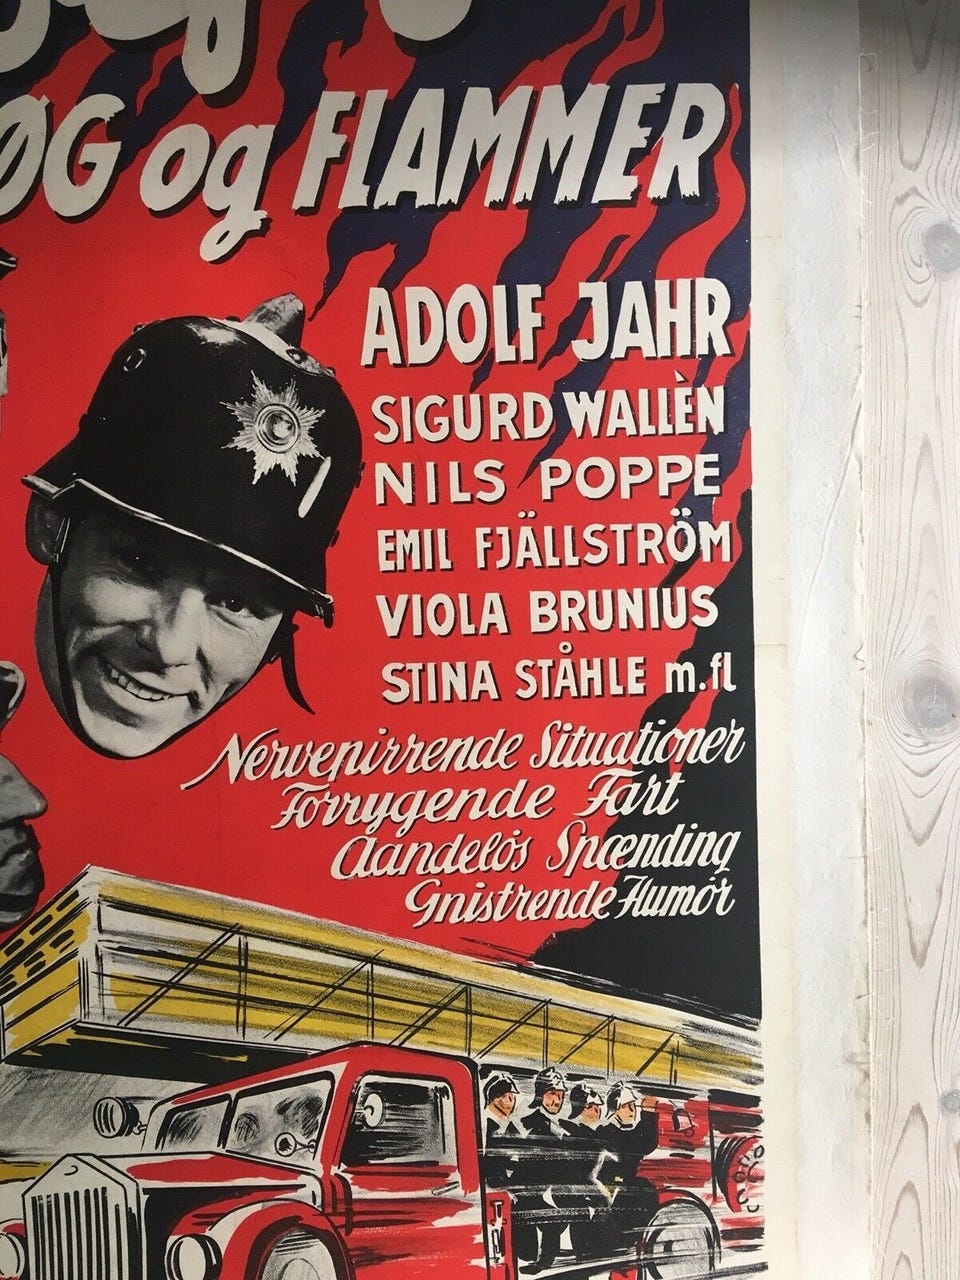 ØG og FLAMMER
ADOLF JAHR
SIGURD WALLÈN
NILS POPPE
EMIL FJÄLLSTRÖM
VIOLA BRUNIUS
STINA STÅHLE m.fl
Nervepirrende Situationer
Forrygende Fart
Aandeløs Spænding
Gnistrende Humør